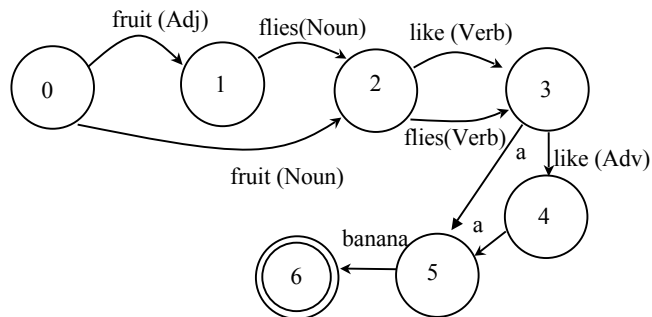 fruit (Adj)
flies(Noun)
like (Verb)
0
1
2
3
flies(Verb)
a
like (Adv)
fruit (Noun)
4
a
banana
5
6